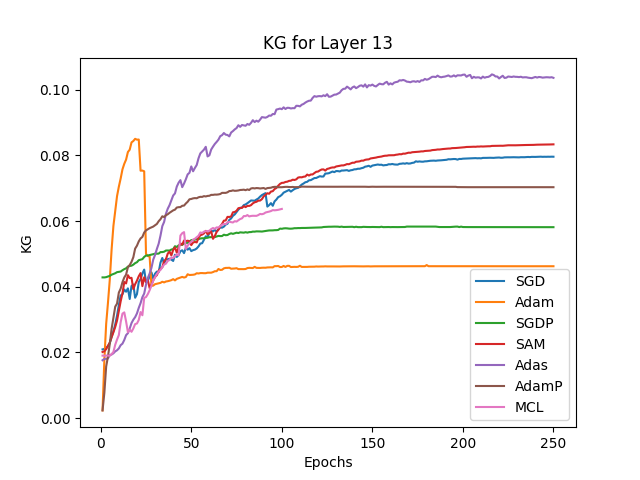 KG for Layer 13
KG
0.10
0.08
0.06
0.04
0.02
0.00
0
50
100
150
200
250
Epochs
SGD
Adam
SGDP
SAM
Adas
AdamP
MCL